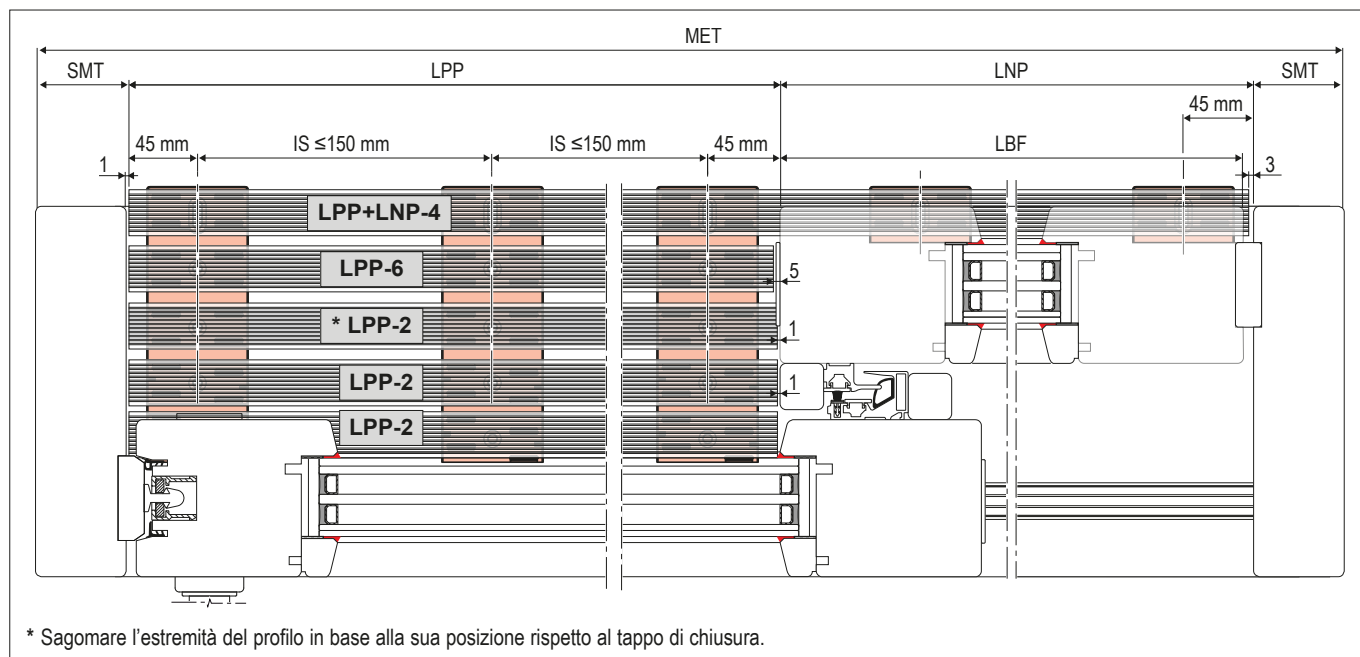 MET
SMT LPP LNP SMT
45 mm
45 mm IS ≤150 mm IS ≤150 mm 45 mm LBF
1 3
LPP+LNP-4
LPP-6
5
* LPP-2
1
LPP-2
1
LPP-2
* Sagomare l'estremità del profilo in base alla sua posizione rispetto al tappo di chiusura.